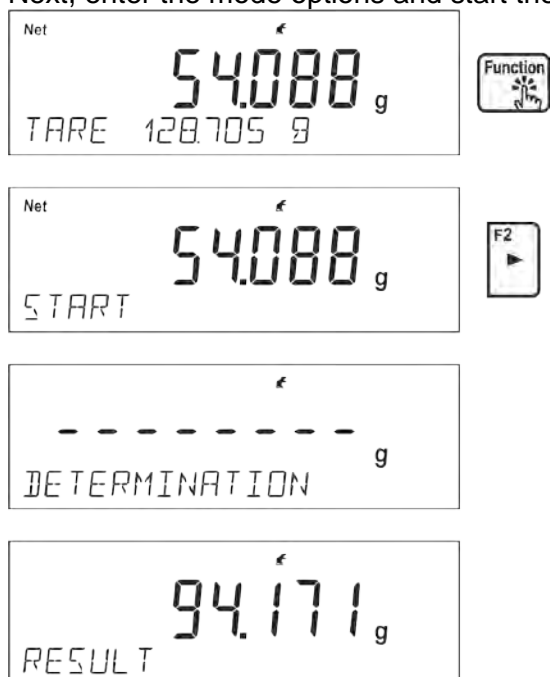 Next, enter the mode options and start the
Net
54.088 g
Function
TARE 128.705 g
Net
54.088 g
F2
START
- - - - - - - - g
DETERMINATION
94.171 g
RESULT